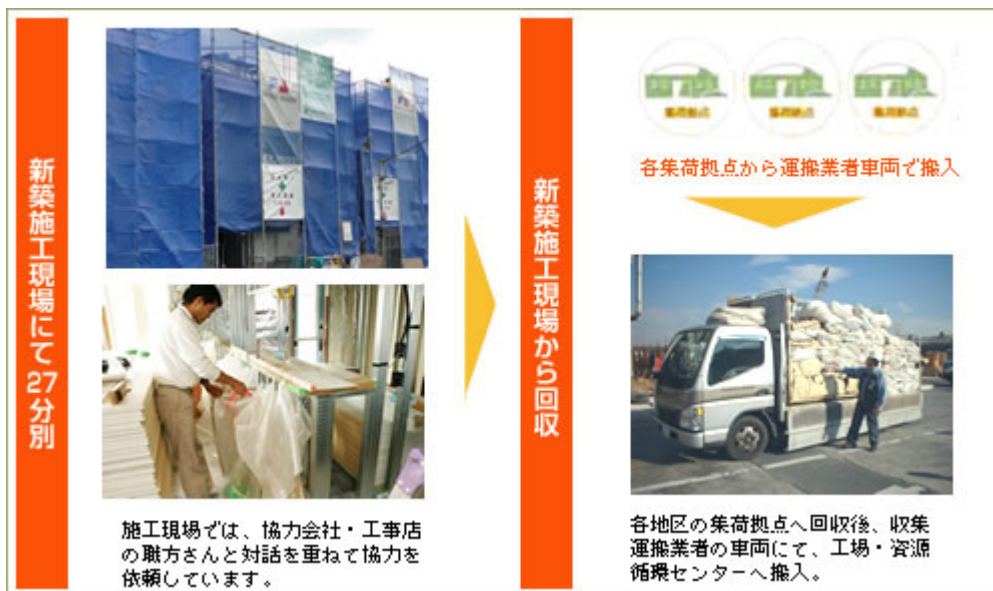 新築施工現場にて27分別
施工現場では、協力会社・工事店
の職方さんと対話を重ねて協力を
依頼しています。
新築施工現場から回収
集荷拠点
集荷拠点
集荷拠点
各集荷拠点から運搬業者車両で搬入
各地区の集荷拠点へ回収後、収集
運搬業者の車両にて、工場・資源
循環センターへ搬入。